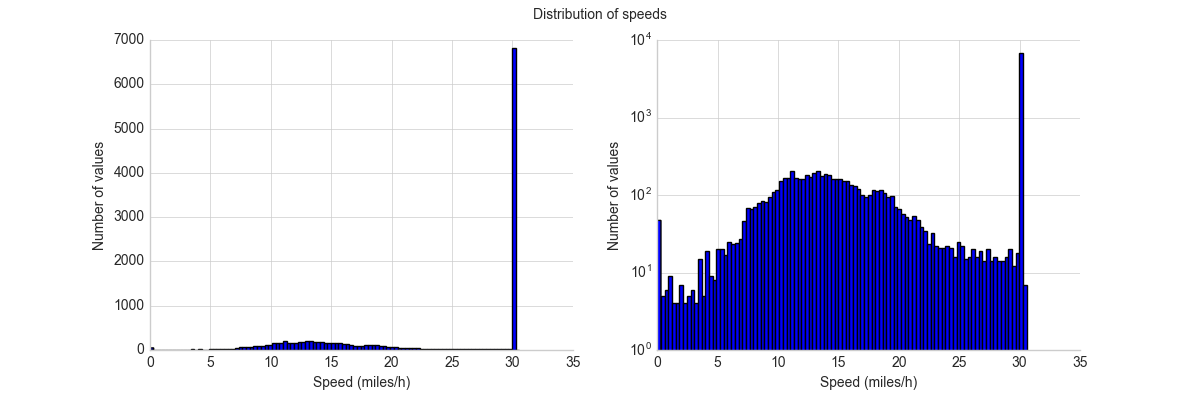 Distribution of speeds
7000
6000
5000
4000
3000
2000
1000
0
Number of values
0 5 10 15 20 25 30 35
Speed (miles/h)
10^4
10^3
10^2
10^1
10^0
Number of values
0 5 10 15 20 25 30 35
Speed (miles/h)